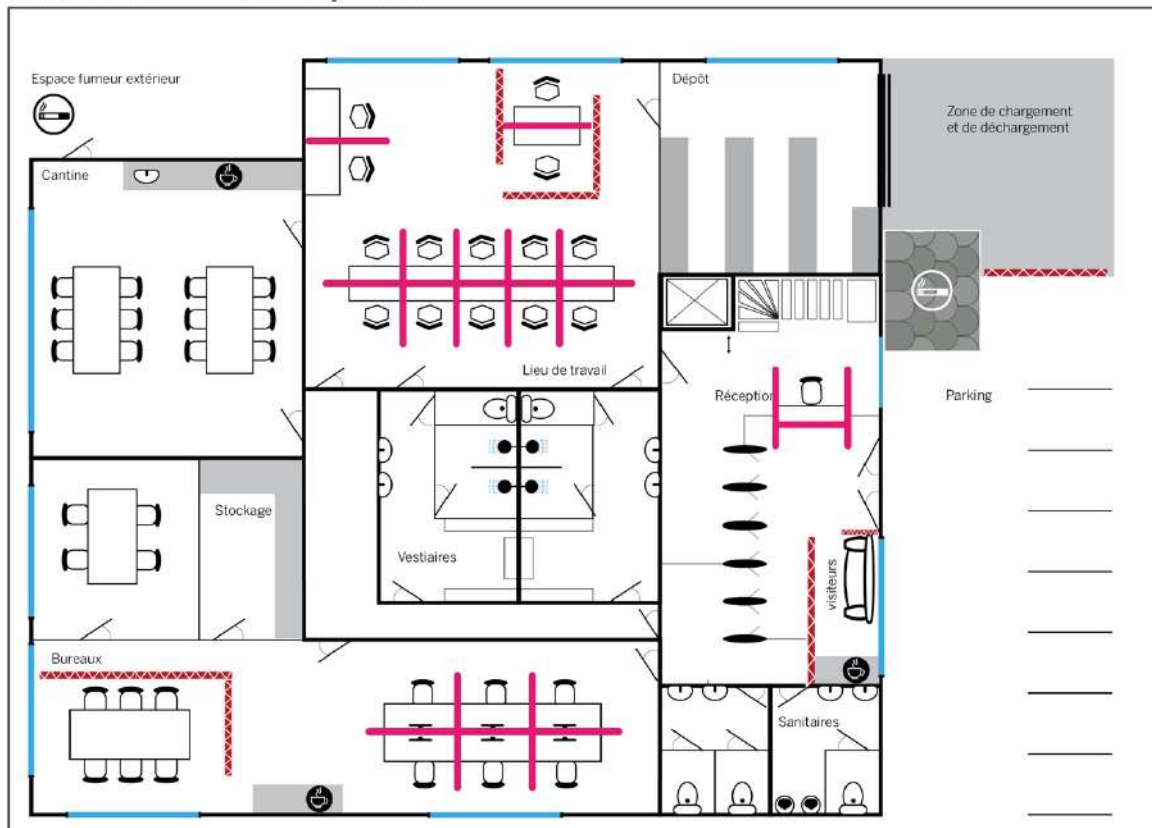 Espace fumeur extérieur
Dépôt
Zone de chargement
et de déchargement
Cantine
Lieu de travail
Réception
Parking
Stockage
Vestiaires
visiteurs
Bureaux
Sanitaires